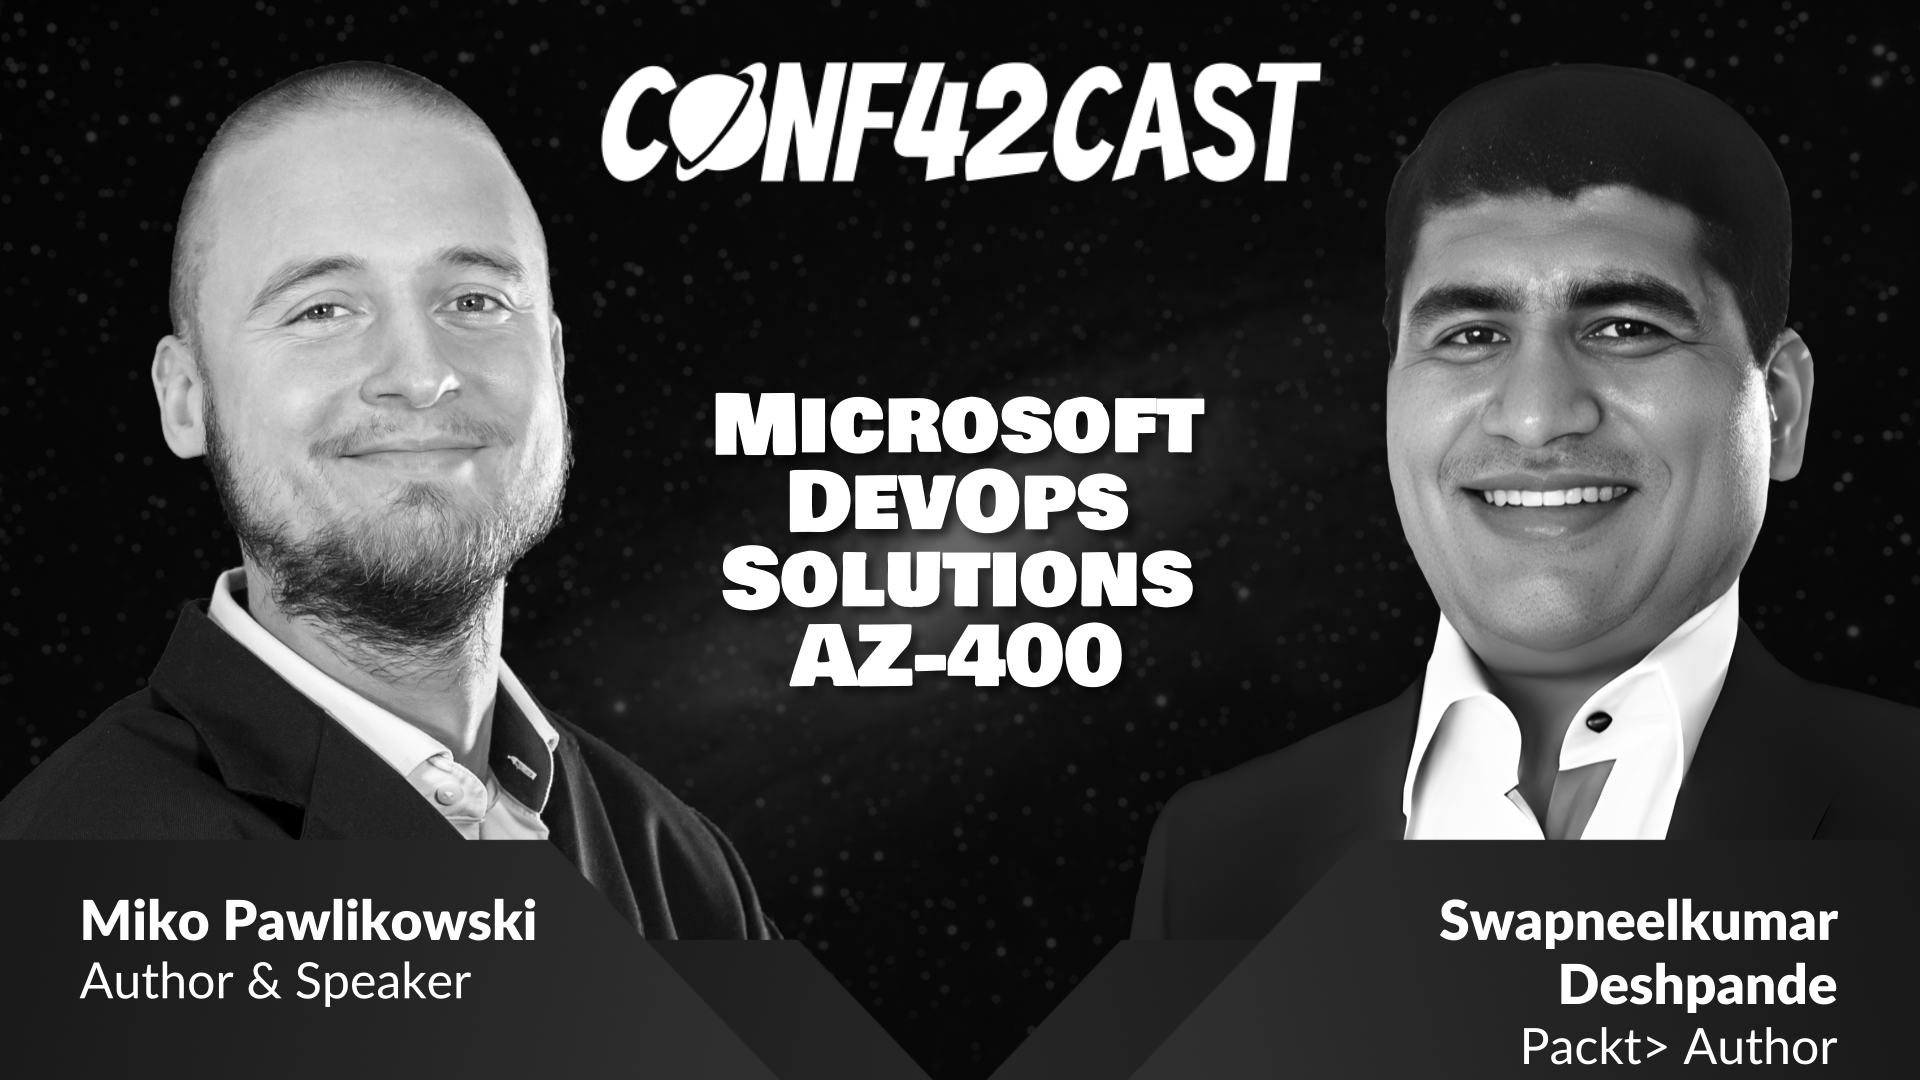 CONF42CAST
MICROSOFT
DEVOPS
SOLUTIONS
AZ-400
Miko Pawlikowski
Author & Speaker
Swapneelkumar
Deshpande
Packt> Author